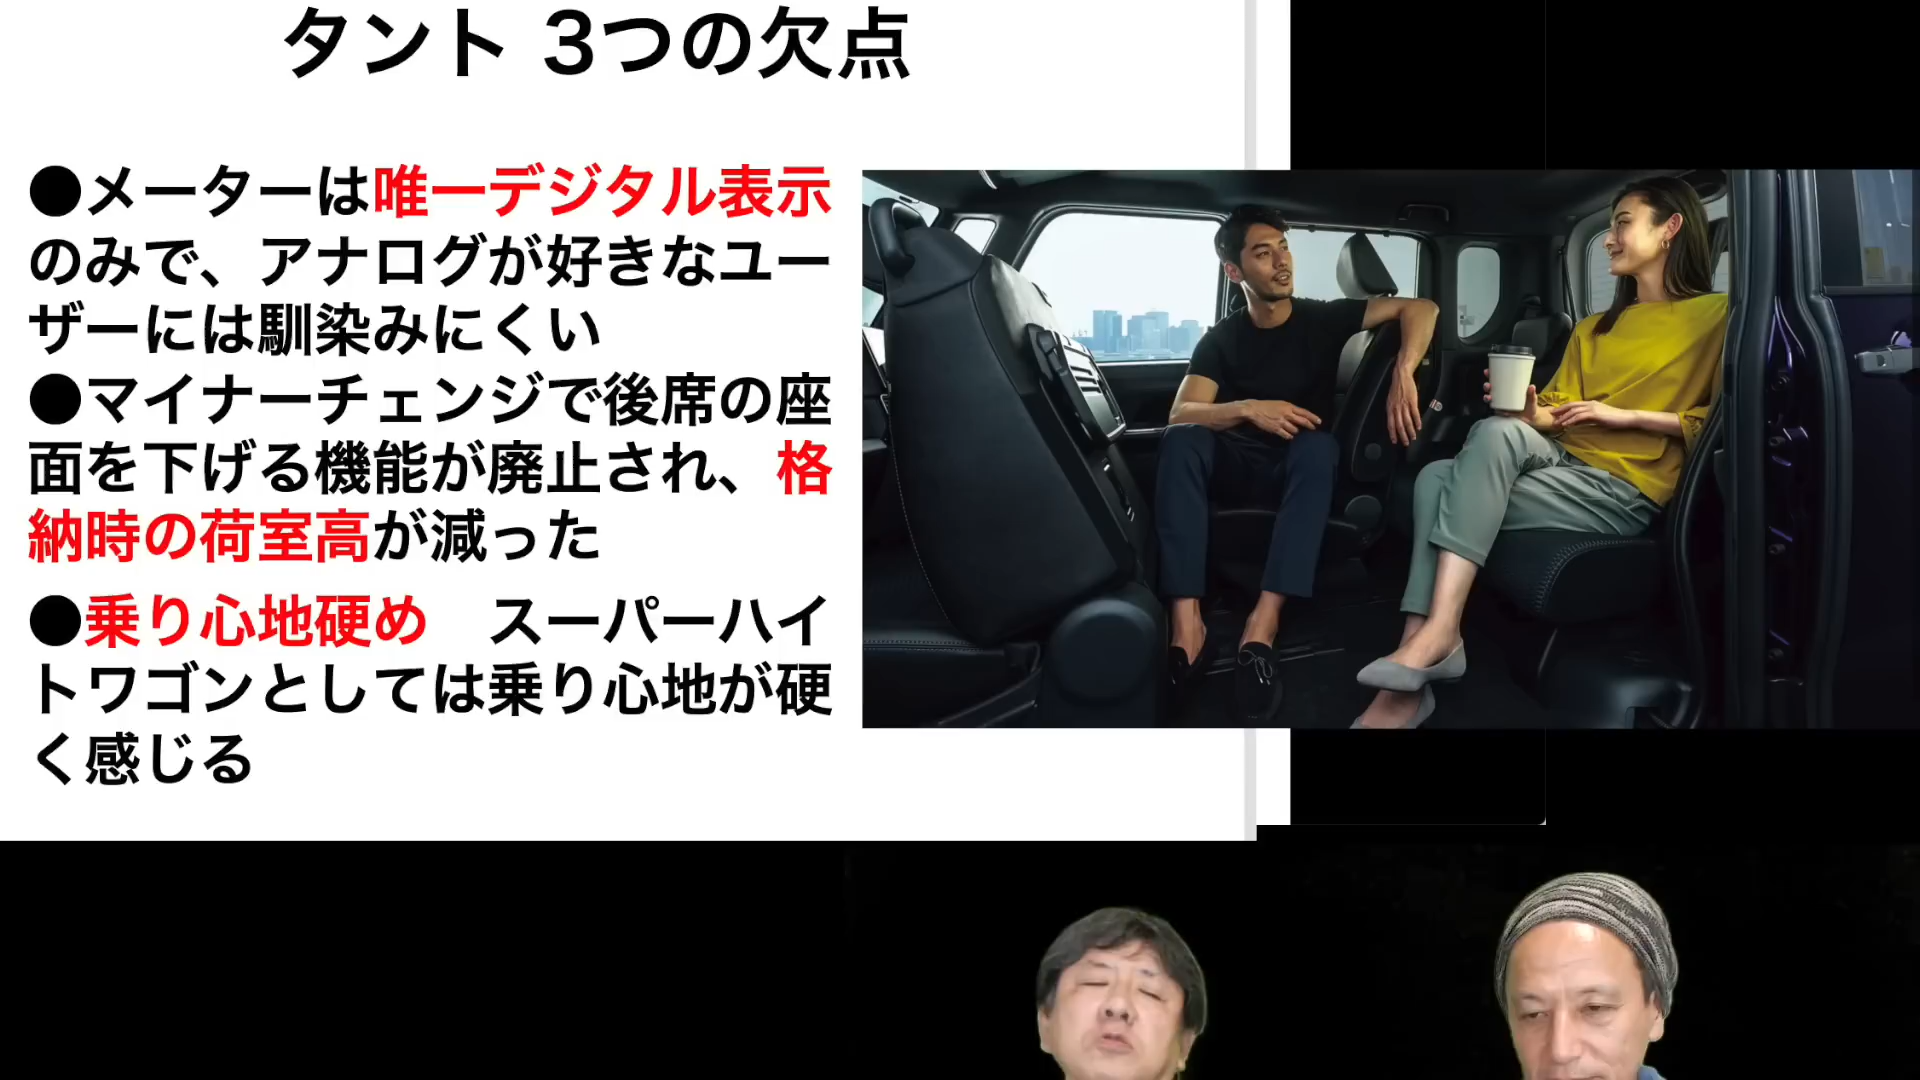 タント 3つの欠点
●メーターは唯一デジタル表示
のみで、アナログが好きなユー
ザーには馴染みにくい
●マイナーチェンジで後席の座
面を下げる機能が廃止され、格
納時の荷室高が減った
●乗り心地硬め　スーパーハイ
トワゴンとしては乗り心地が硬
く感じる